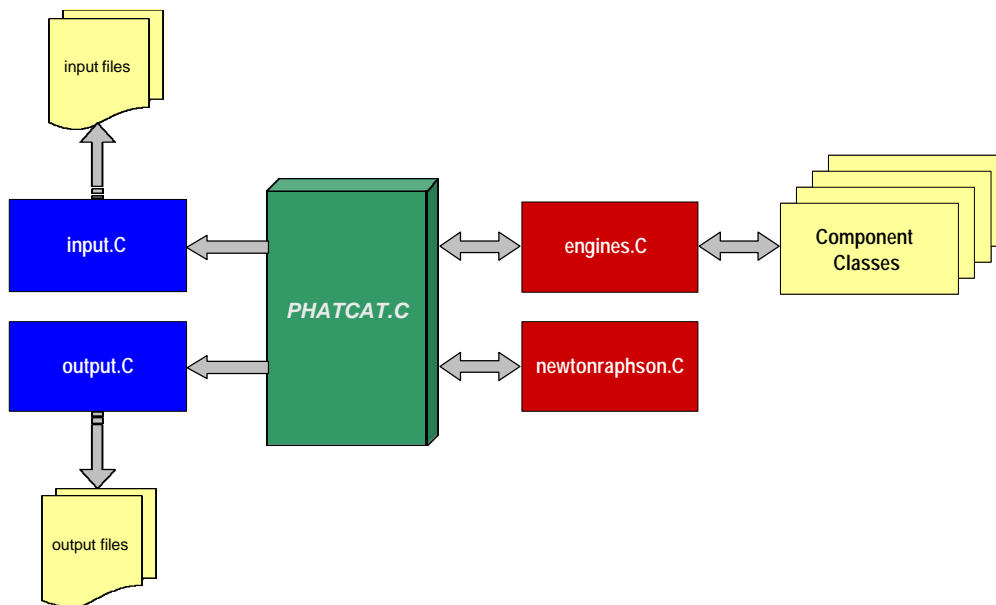 input files
input.C
PHATCAT.C
engines.C
Component
Classes
output.C
newtonraphson.C
output files